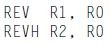 REV R1, R0
REVH R2, R0